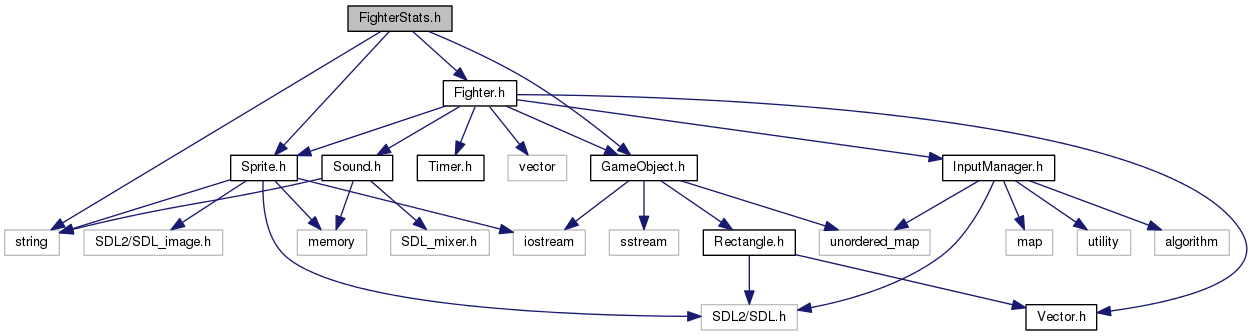 FighterStats.h
Fighter.h
Sprite.h
Sound.h
Timer.h
vector
GameObject.h
InputManager.h
string
SDL2/SDL_image.h
memory
SDL_mixer.h
iostream
sstream
Rectangle.h
unordered_map
map
utility
algorithm
SDL2/SDL.h
Vector.h